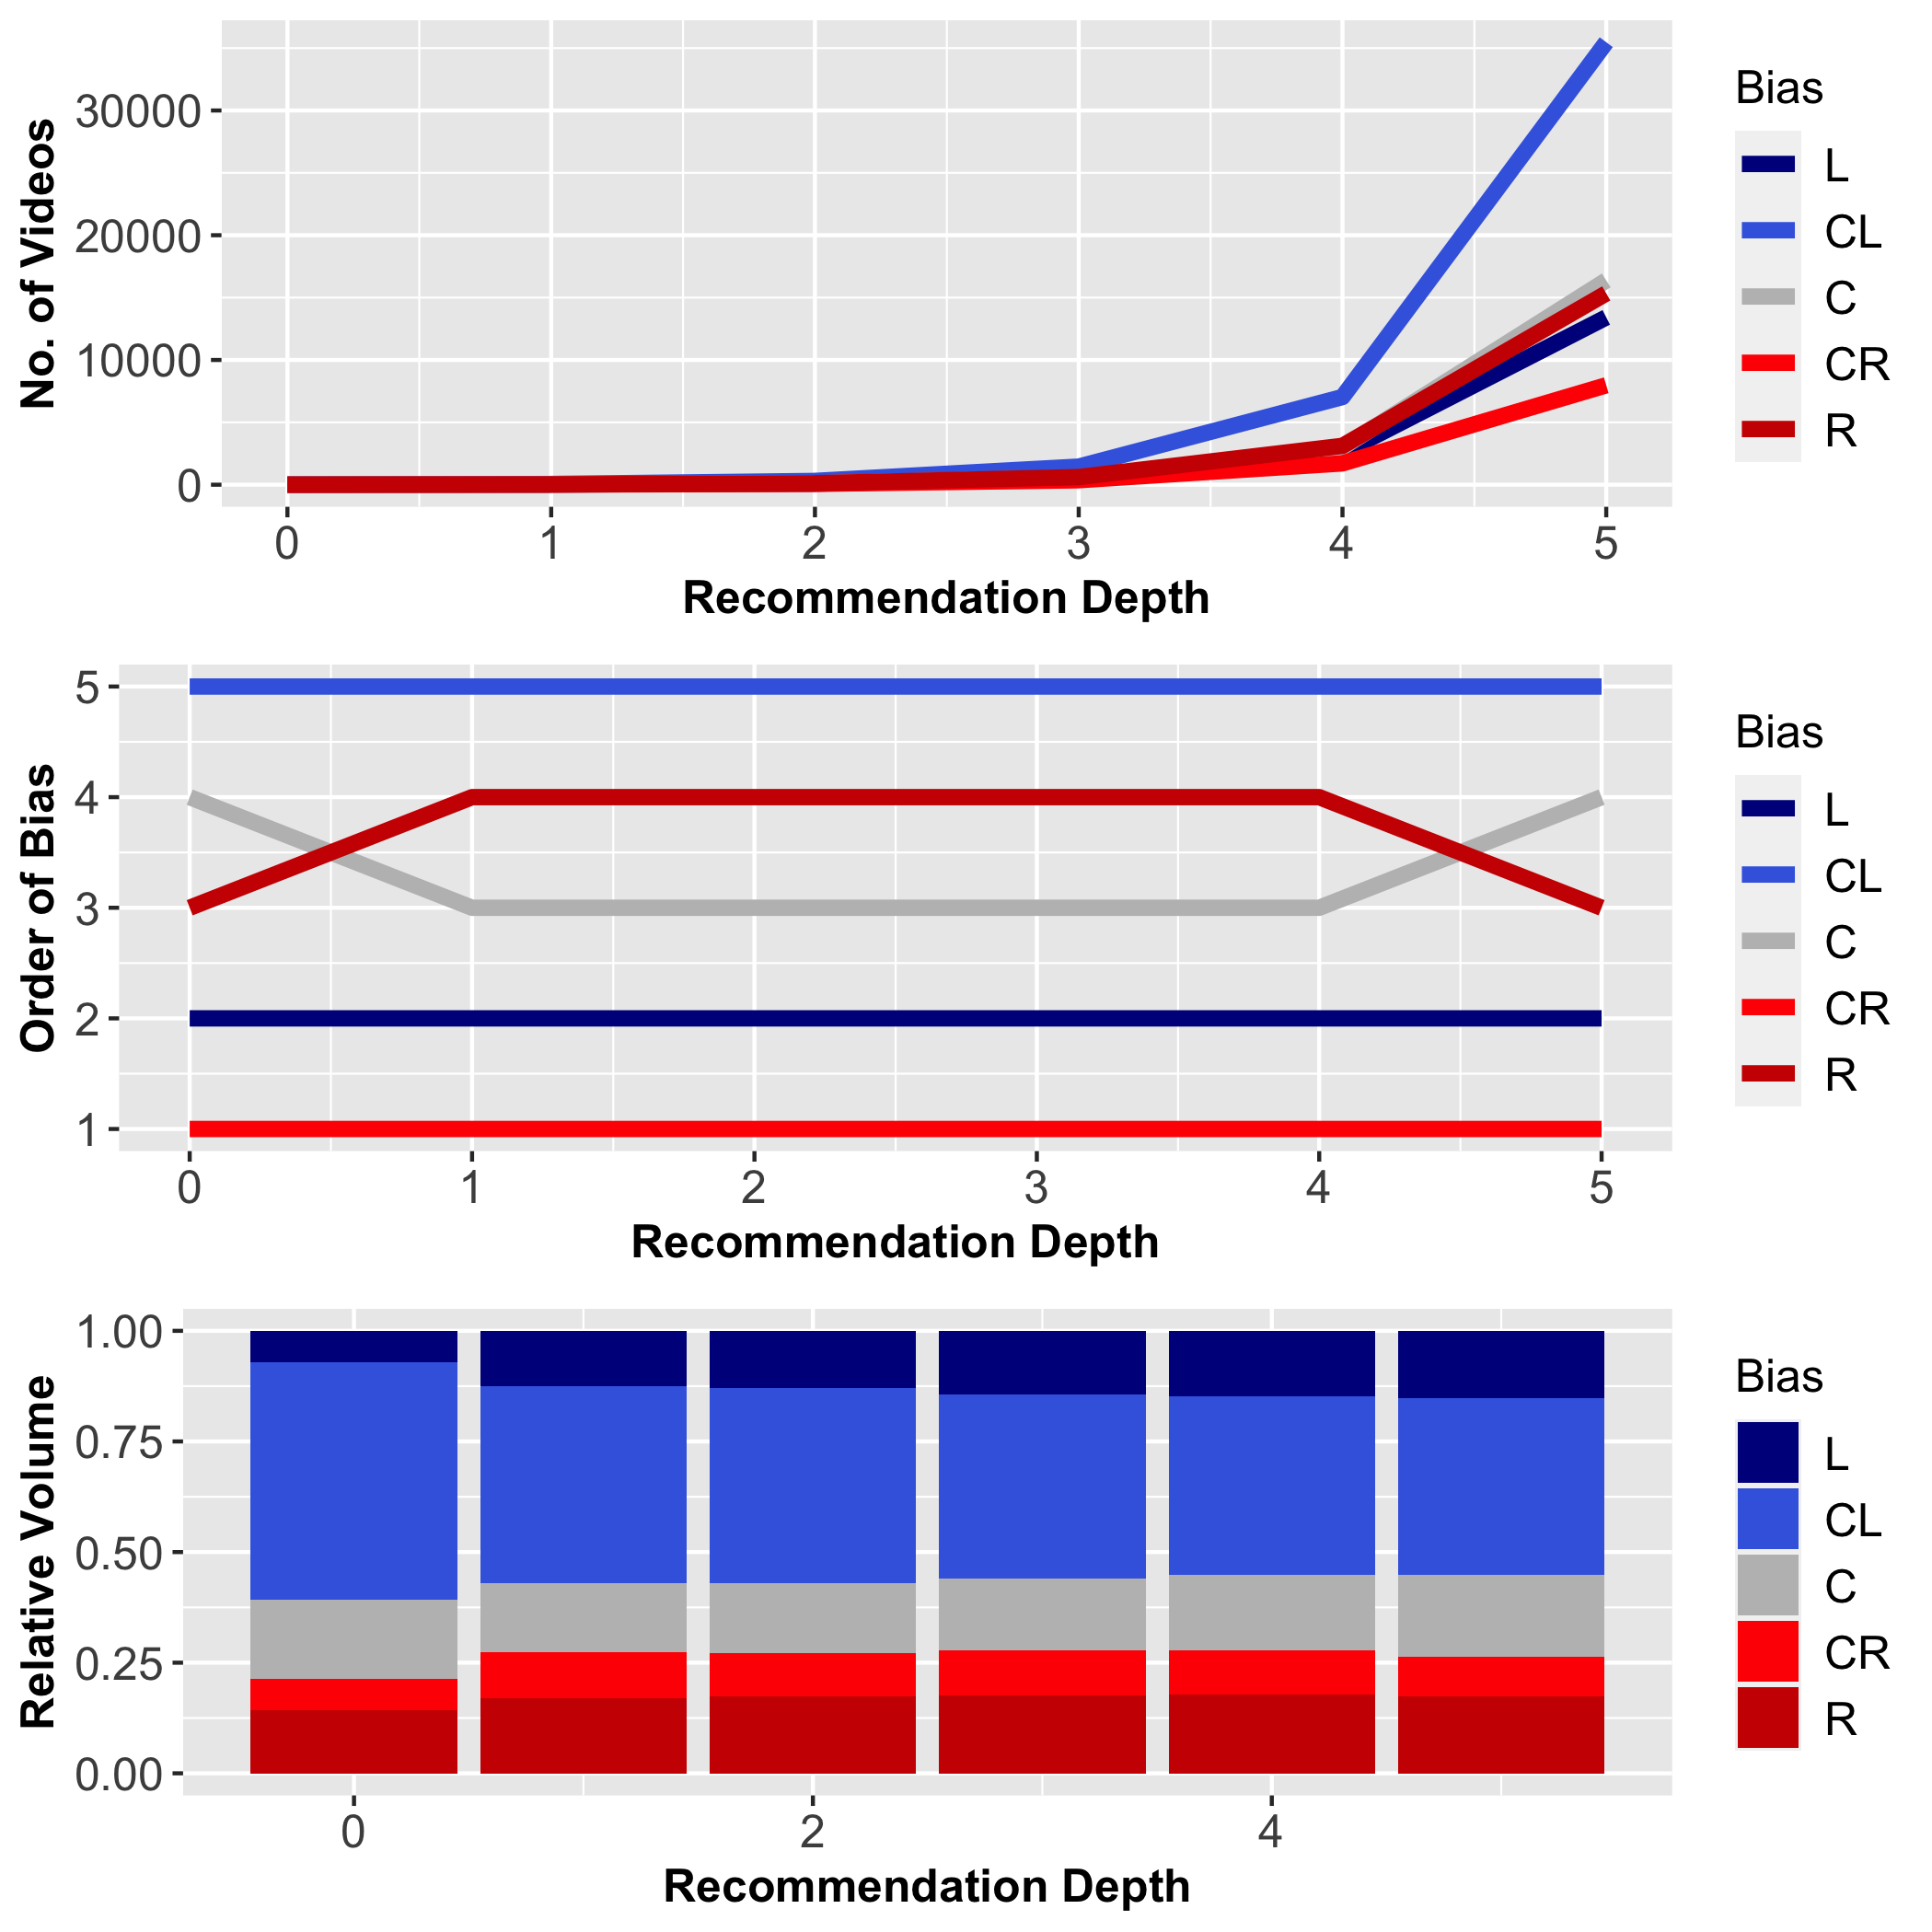 No. of Videos
30000
20000
10000
0
0 1 2 3 4 5
Recommendation Depth
Bias
L
CL
C
CR
R
Order of Bias
5
4
3
2
1
0 1 2 3 4 5
Recommendation Depth
Bias
L
CL
C
CR
R
Relative Volume
1.00
0.75
0.50
0.25
0.00
0 2 4
Recommendation Depth
Bias
L
CL
C
CR
R